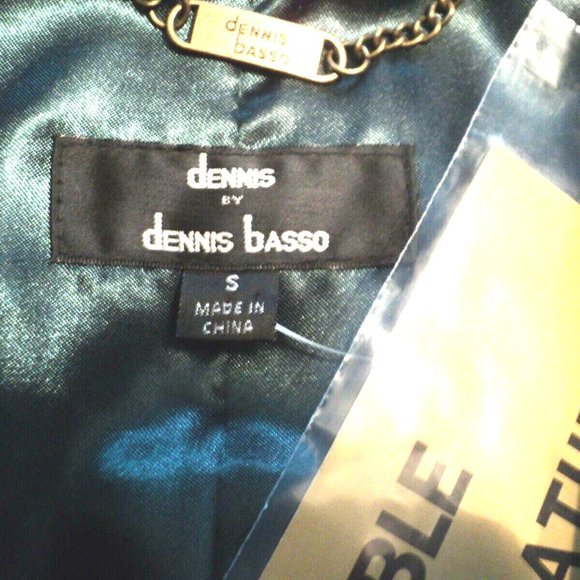 dennis
basso
dennis
BY
dennis basso
S
MADE IN
CHINA
BLE
ATU